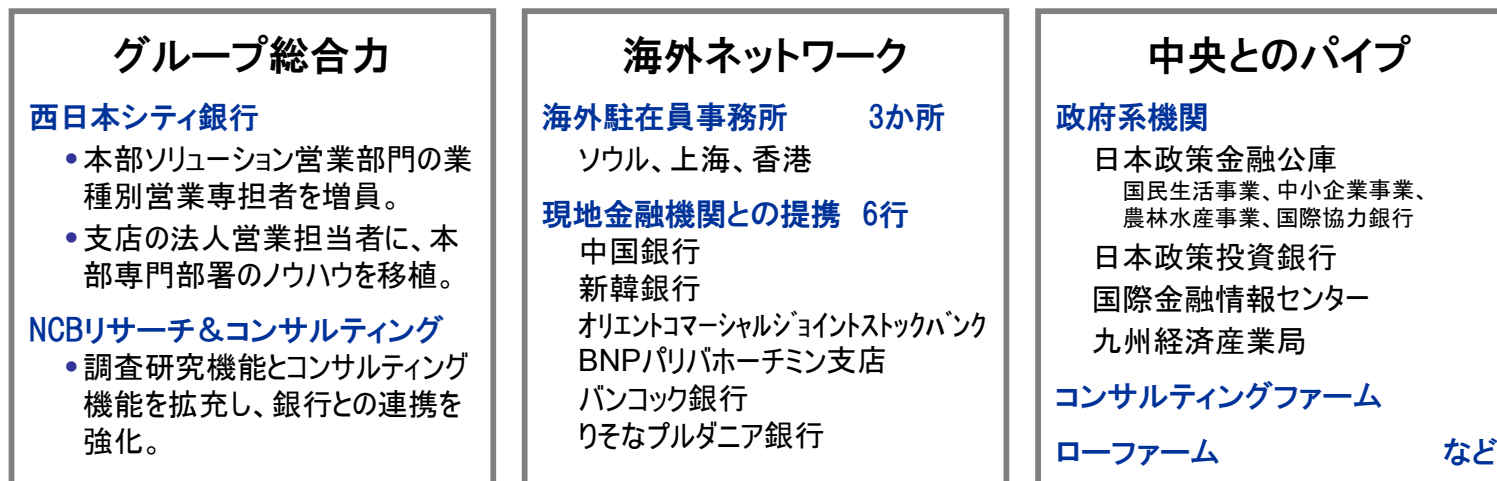 グループ総合力
西日本シティ銀行
•本部ソリューション営業部門の業
種別営業専担者を増員。
•支店の法人営業担当者に、本
部専門部署のノウハウを移植。
NCBリサーチ&コンサルティング
•調査研究機能とコンサルティング
機能を拡充し、銀行との連携を
強化。
海外ネットワーク
海外駐在員事務所 3か所
ソウル、上海、香港
現地金融機関との提携 6行
中国銀行
新韓銀行
オリエントコマーシャルジョイントストックバンク
BNPパリバホーチミン支店
バンコック銀行
りそなプルダニア銀行
中央とのパイプ
政府系機関
日本政策金融公庫
国民生活事業、中小企業事業、
農林水産事業、国際協力銀行
日本政策投資銀行
国際金融情報センター
九州経済産業局
コンサルティングファーム
ローファーム など